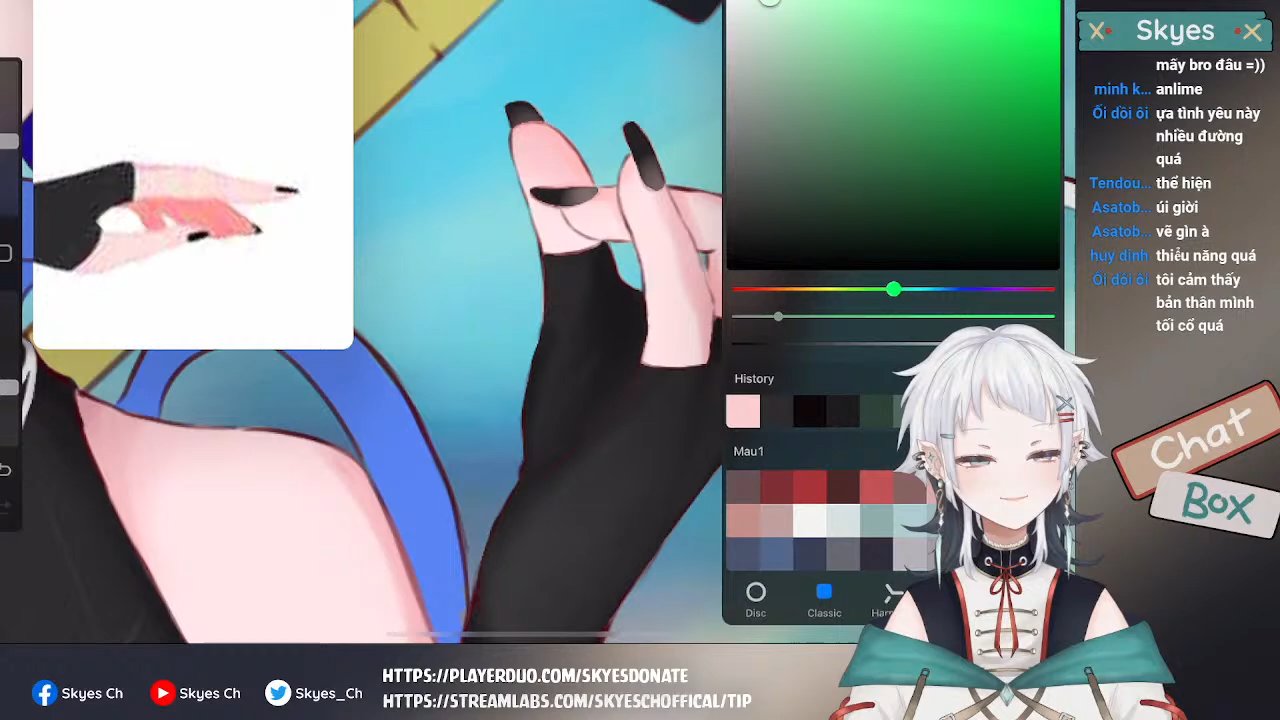 Skyes
mấy bro đâu =))
minh k... anlime
Ối dồi ôi ựa tình yêu này
nhiều đường
quá
Tendou... thể hiện
Asatob... úi giời
Asatob... vẽ gìn à
huy dinh thiểu năng quá
Ối dồi ôi tôi cảm thấy
bản thân mình
tối cổ quá
History
Mau1
Disc
Classic
Chat
Box
Skyes Ch
Skyes Ch
Skyes_Ch
HTTPS://PLAYERDUO.COM/SKYESDONATE
HTTPS://STREAMLABS.COM/SKYESCHOFFICAL/TIP